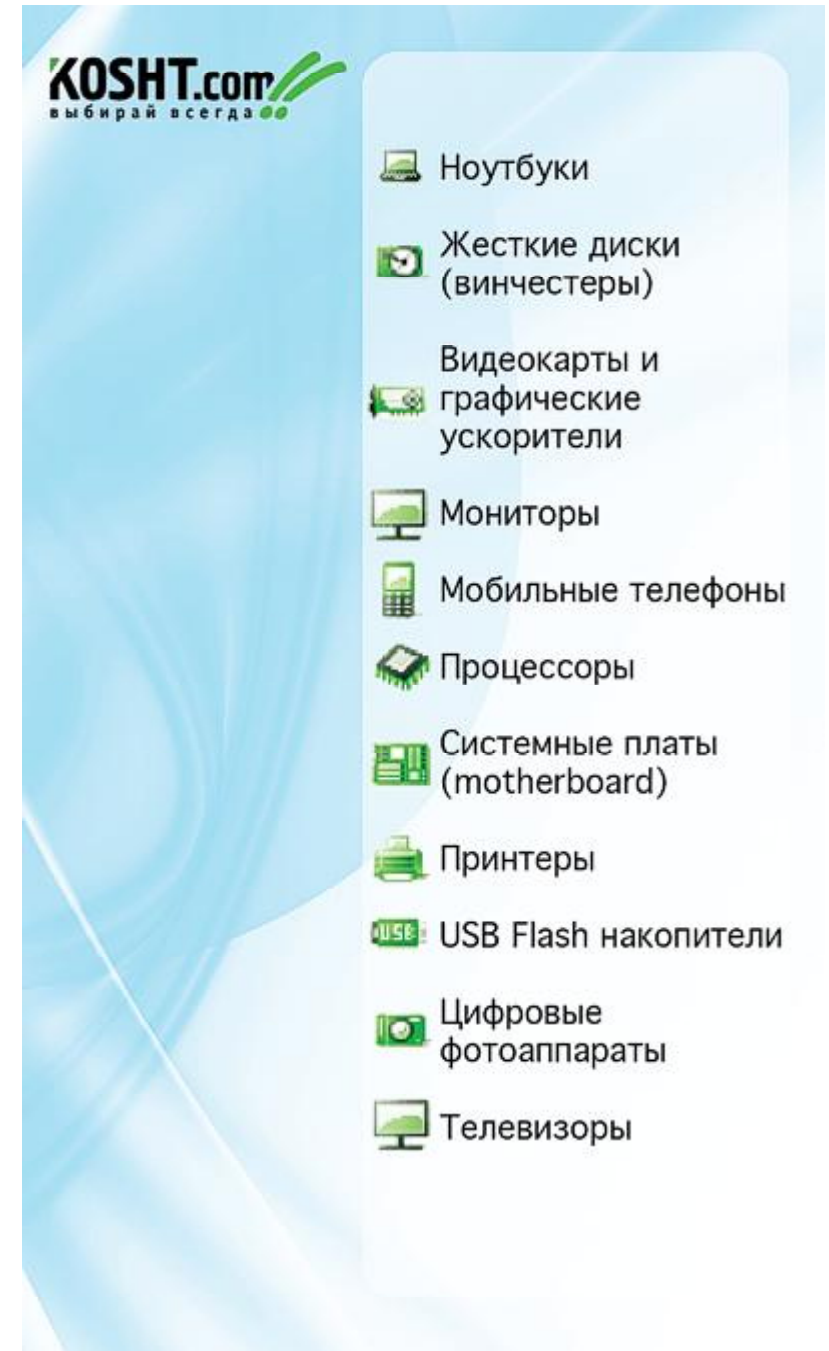 KOSHT.com
выбирай всегда
Ноутбуки
Жесткие диски
(винчестеры)
Видеокарты и
графические
ускорители
Мониторы
Мобильные телефоны
Процессоры
Системные платы
(motherboard)
Принтеры
USB
USB Flash накопители
Цифровые
фотоаппараты
Телевизоры